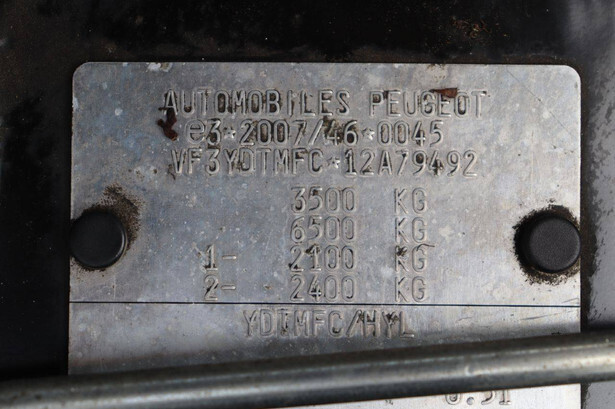 AUTOMOBILES PEUGEOT
e3*2007/46*0045
VF3YDTMFC*12A79492
3500 KG
6500 KG
1- 2100 KG
2- 2400 KG
YDTMFC/HYL